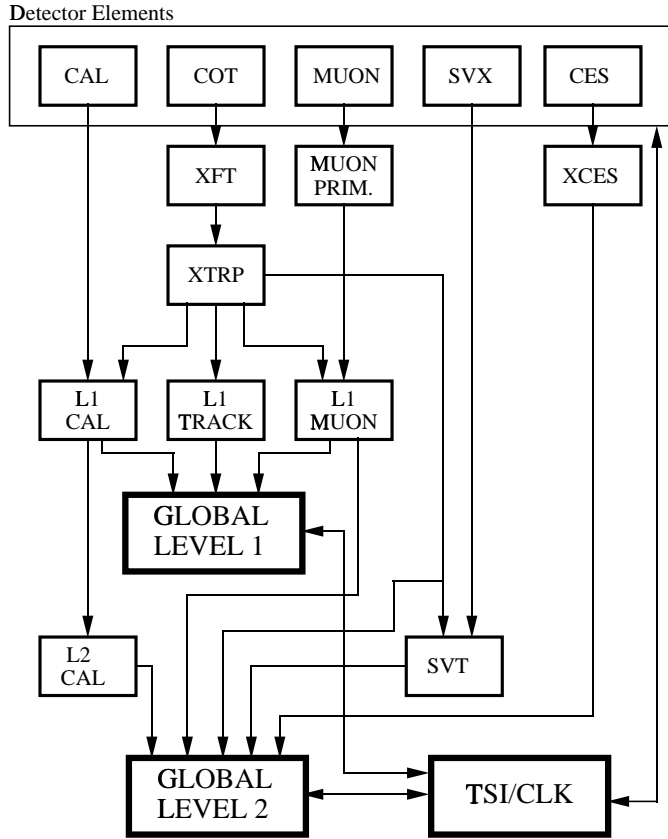 Detector Elements
CAL
COT
MUON
SVX
CES
XFT
MUON
PRIM.
XCES
XTRP
L1
CAL
L1
TRACK
L1
MUON
GLOBAL
LEVEL 1
L2
CAL
SVT
GLOBAL
LEVEL 2
TSI/CLK